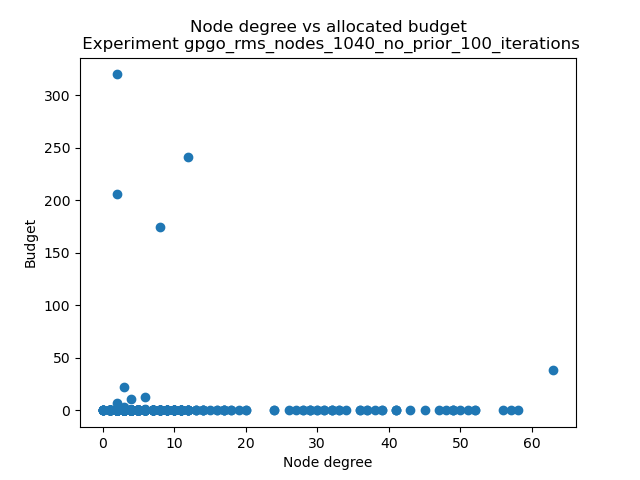 Node degree vs allocated budget
Experiment gpgo_rms_nodes_1040_no_prior_100_iterations
300
250
200
150
100
50
0
Budget
0 10 20 30 40 50 60
Node degree